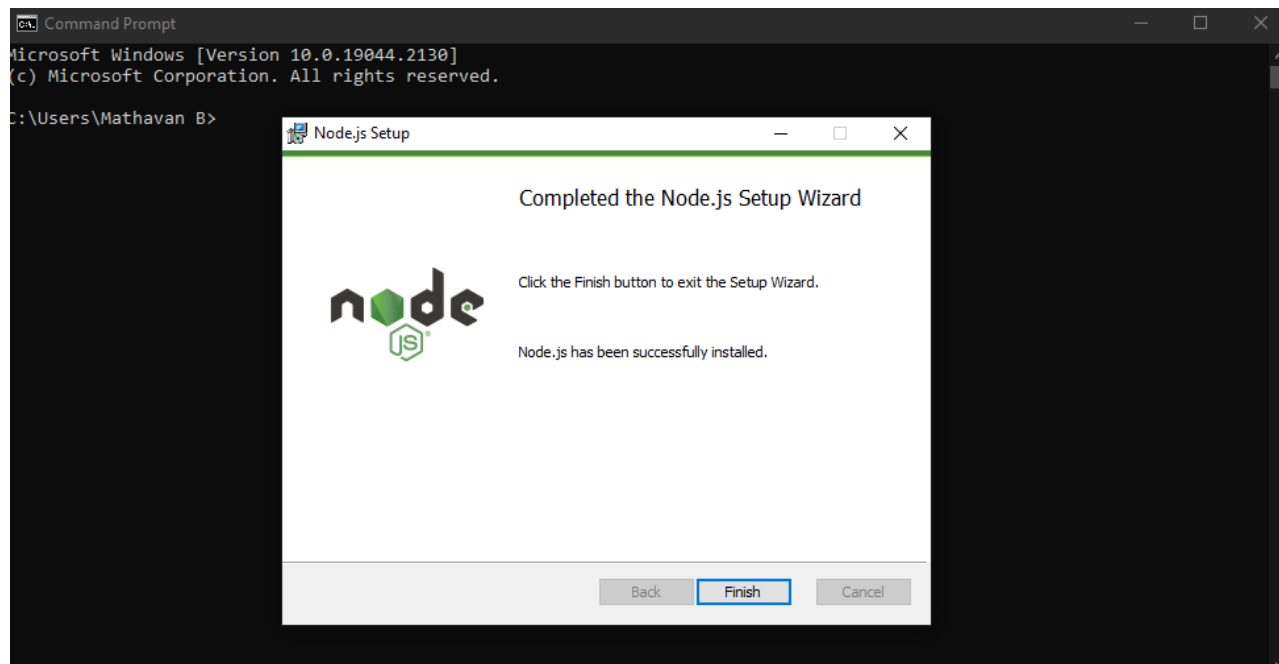 Command Prompt
Microsoft Windows [Version 10.0.19044.2130]
(c) Microsoft Corporation. All rights reserved.
C:\Users\Mathavan B>
Node.js Setup
Completed the Node.js Setup Wizard
Click the Finish button to exit the Setup Wizard.
node
JS
Node.js has been successfully installed.
Back Finish Cancel